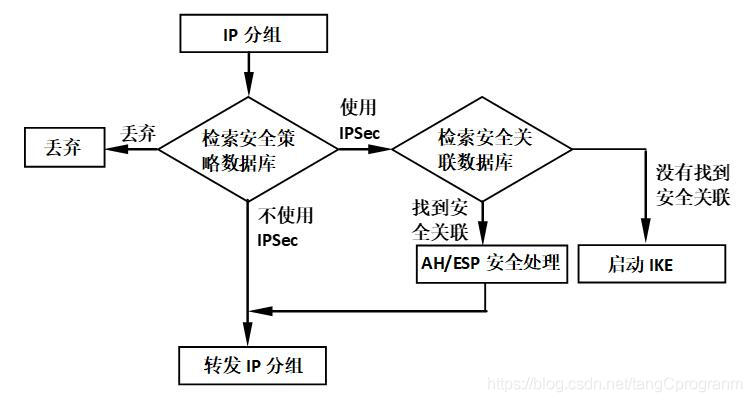 IP 分组
检索安全策
略数据库
丢弃
丢弃
使用
IPSec
检索安全关
联数据库
没有找到
安全关联
不使用
IPSec
找到安
全关联
AH/ESP 安全处理
启动 IKE
转发 IP 分组
https://blog.csdn.net/tangCprogranm